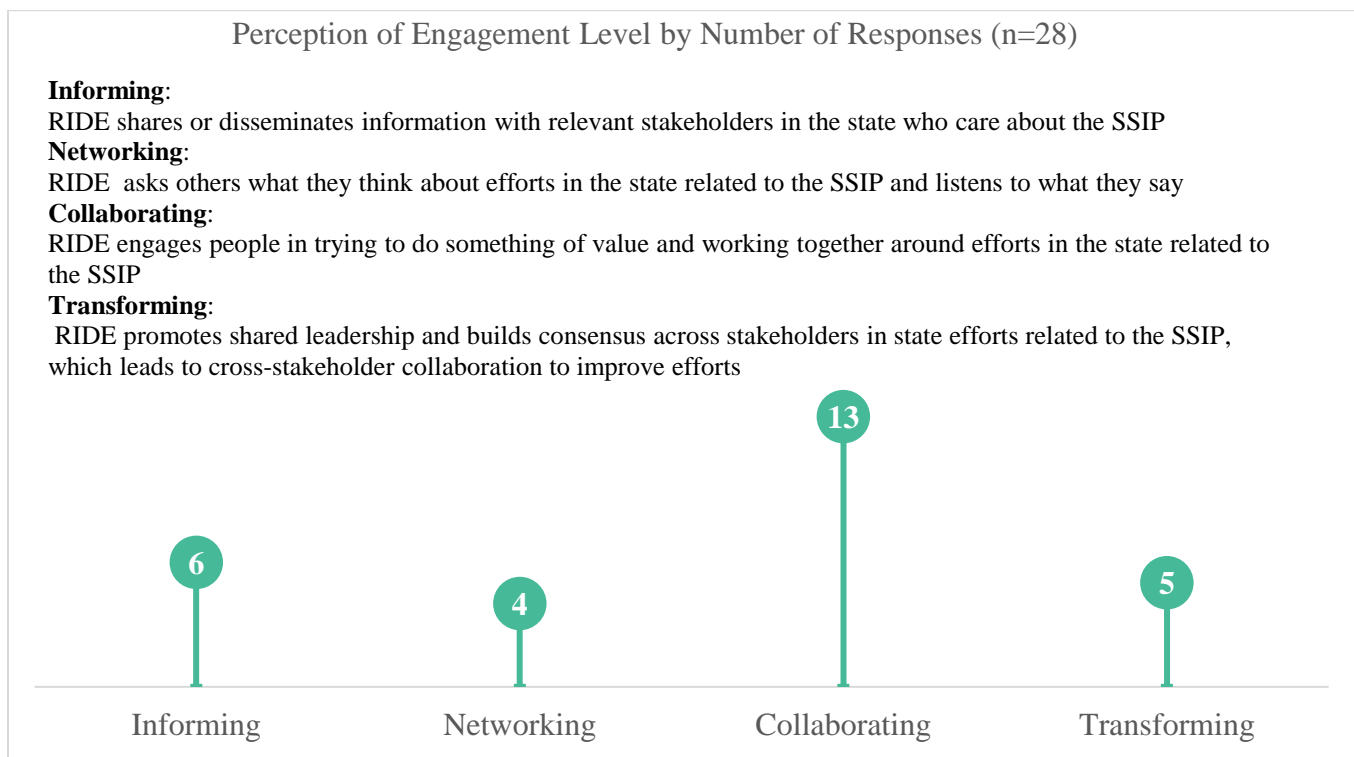 Perception of Engagement Level by Number of Responses (n=28)
Informing:
RIDE shares or disseminates information with relevant stakeholders in the state who care about the SSIP
Networking:
RIDE  asks others what they think about efforts in the state related to the SSIP and listens to what they say
Collaborating:
RIDE engages people in trying to do something of value and working together around efforts in the state related to
the SSIP
Transforming:
RIDE promotes shared leadership and builds consensus across stakeholders in state efforts related to the SSIP,
which leads to cross-stakeholder collaboration to improve efforts
6
4
13
5
Informing
Networking
Collaborating
Transforming